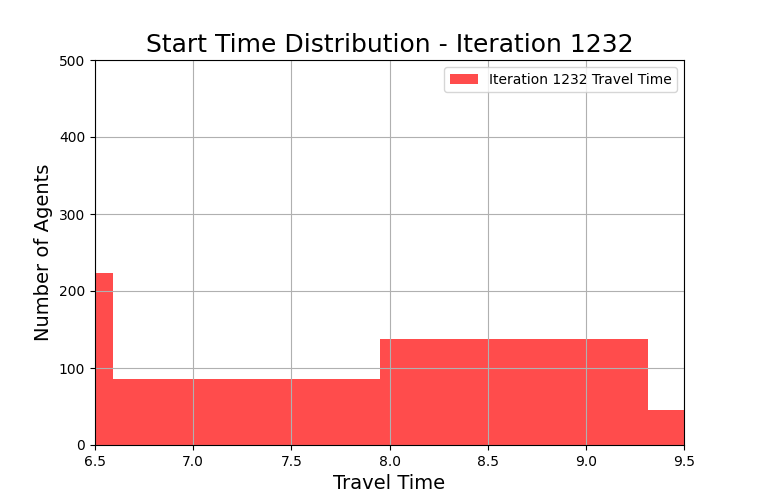 Start Time Distribution - Iteration 1232
Iteration 1232 Travel Time
Number of Agents
500
400
300
200
100
0
6.5 7.0 7.5 8.0 8.5 9.0 9.5
Travel Time